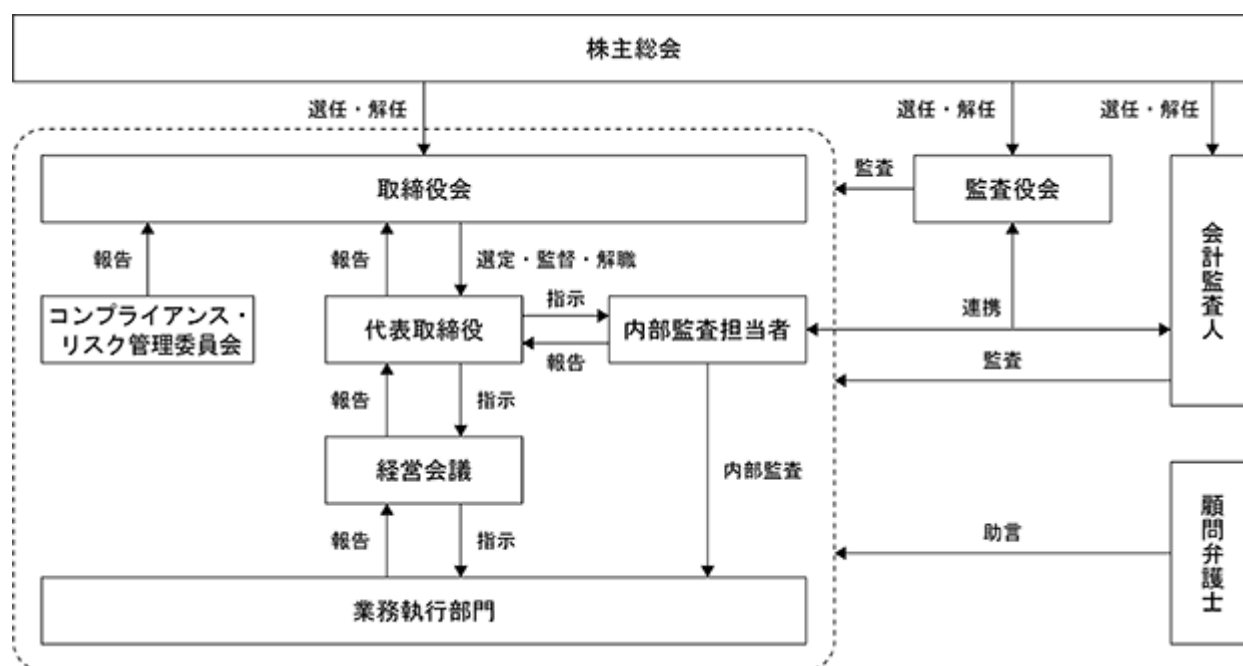 株主総会
選任・解任
選任・解任
選任・解任
取締役会
監査
監査役会
会計監査人
報告
報告
選定・監督・解職
コンプライアンス・
リスク管理委員会
代表取締役
指示
報告
内部監査担当者
連携
監査
報告
指示
経営会議
内部監査
報告
指示
助言
顧問弁護士
業務執行部門